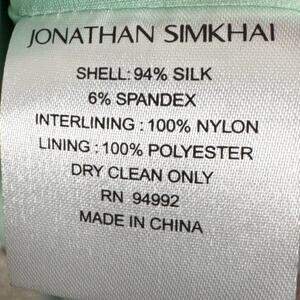 JONATHAN SIMKHAI
SHELL: 94% SILK
6% SPANDEX
INTERLINING : 100% NYLON
LINING : 100% POLYESTER
DRY CLEAN ONLY
RN 94992
MADE IN CHINA